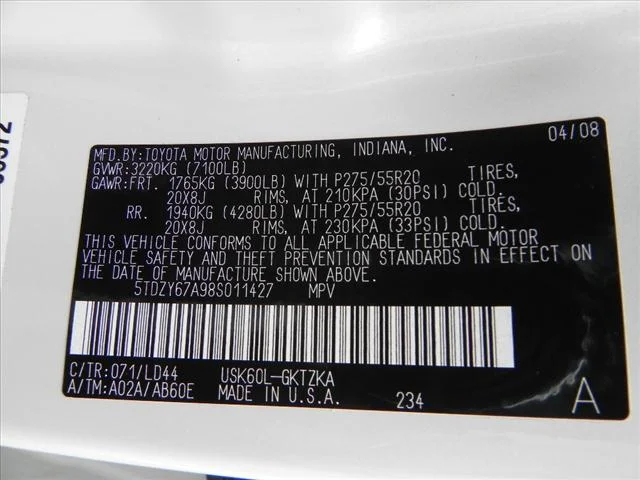 04/08
MFD.BY:TOYOTA MOTOR MANUFACTURING, INDIANA, INC.
GVWR:3220KG (7100LB)
GAWR:FRT. 1765KG (3900LB) WITH P275/55R20 TIRES,
20X8J RIMS, AT 210KPA (30PSI) COLD.
RR. 1940KG (4280LB) WITH P275/55R20 TIRES,
20X8J RIMS, AT 230KPA (33PSI) COLD.
THIS VEHICLE CONFORMS TO ALL APPLICABLE FEDERAL MOTOR
VEHICLE SAFETY AND THEFT PREVENTION STANDARDS IN EFFECT ON
THE DATE OF MANUFACTURE SHOWN ABOVE.
5TDZY67A98S011427 MPV
C/TR:071/LD44 USK60L-GKTZKA
A/TM:A02A/AB60E MADE IN U.S.A. 234 A